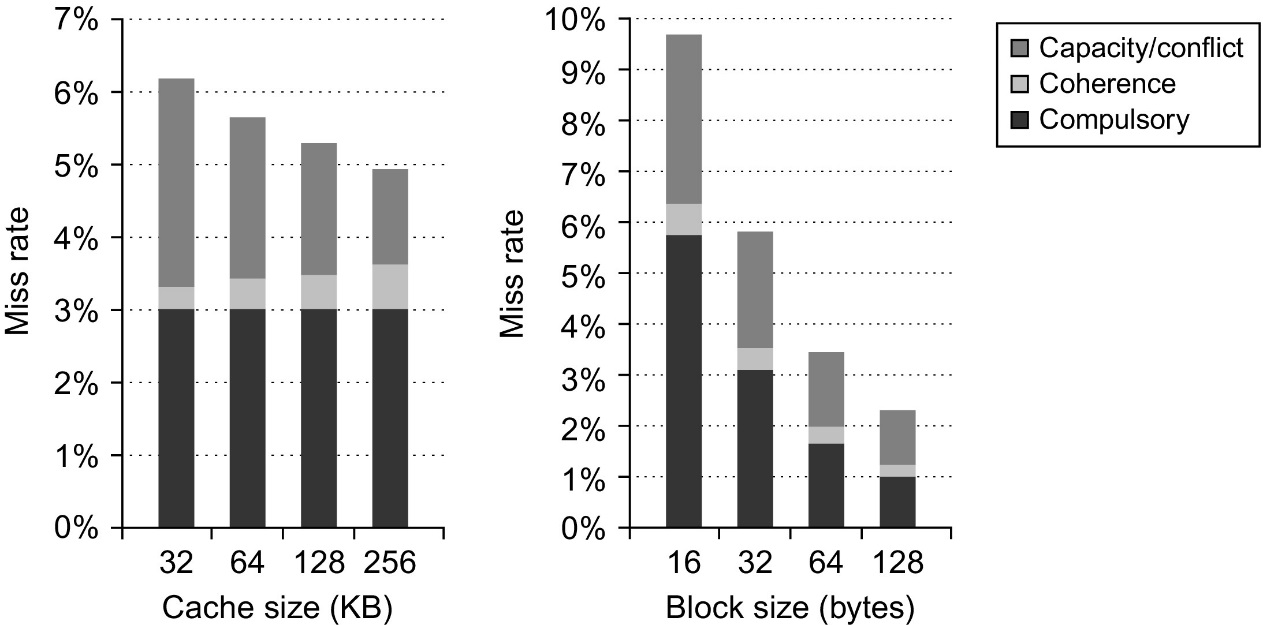 7%
6%
5%
4%
3%
2%
1%
0%
Miss rate
32 64 128 256
Cache size (KB)
10%
9%
8%
7%
6%
5%
4%
3%
2%
1%
0%
Miss rate
16 32 64 128
Block size (bytes)
Capacity/conflict
Coherence
Compulsory